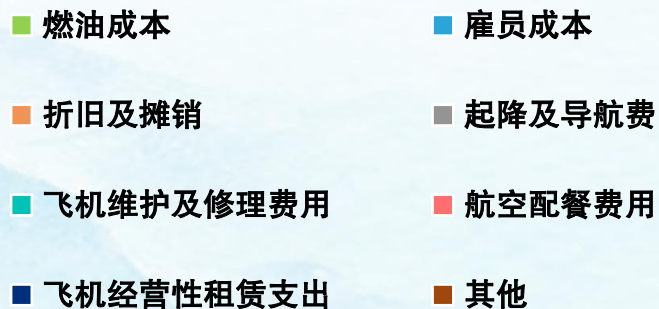 燃油成本
雇员成本
折旧及摊销
起降及导航费
飞机维护及修理费用
航空配餐费用
飞机经营性租赁支出
其他